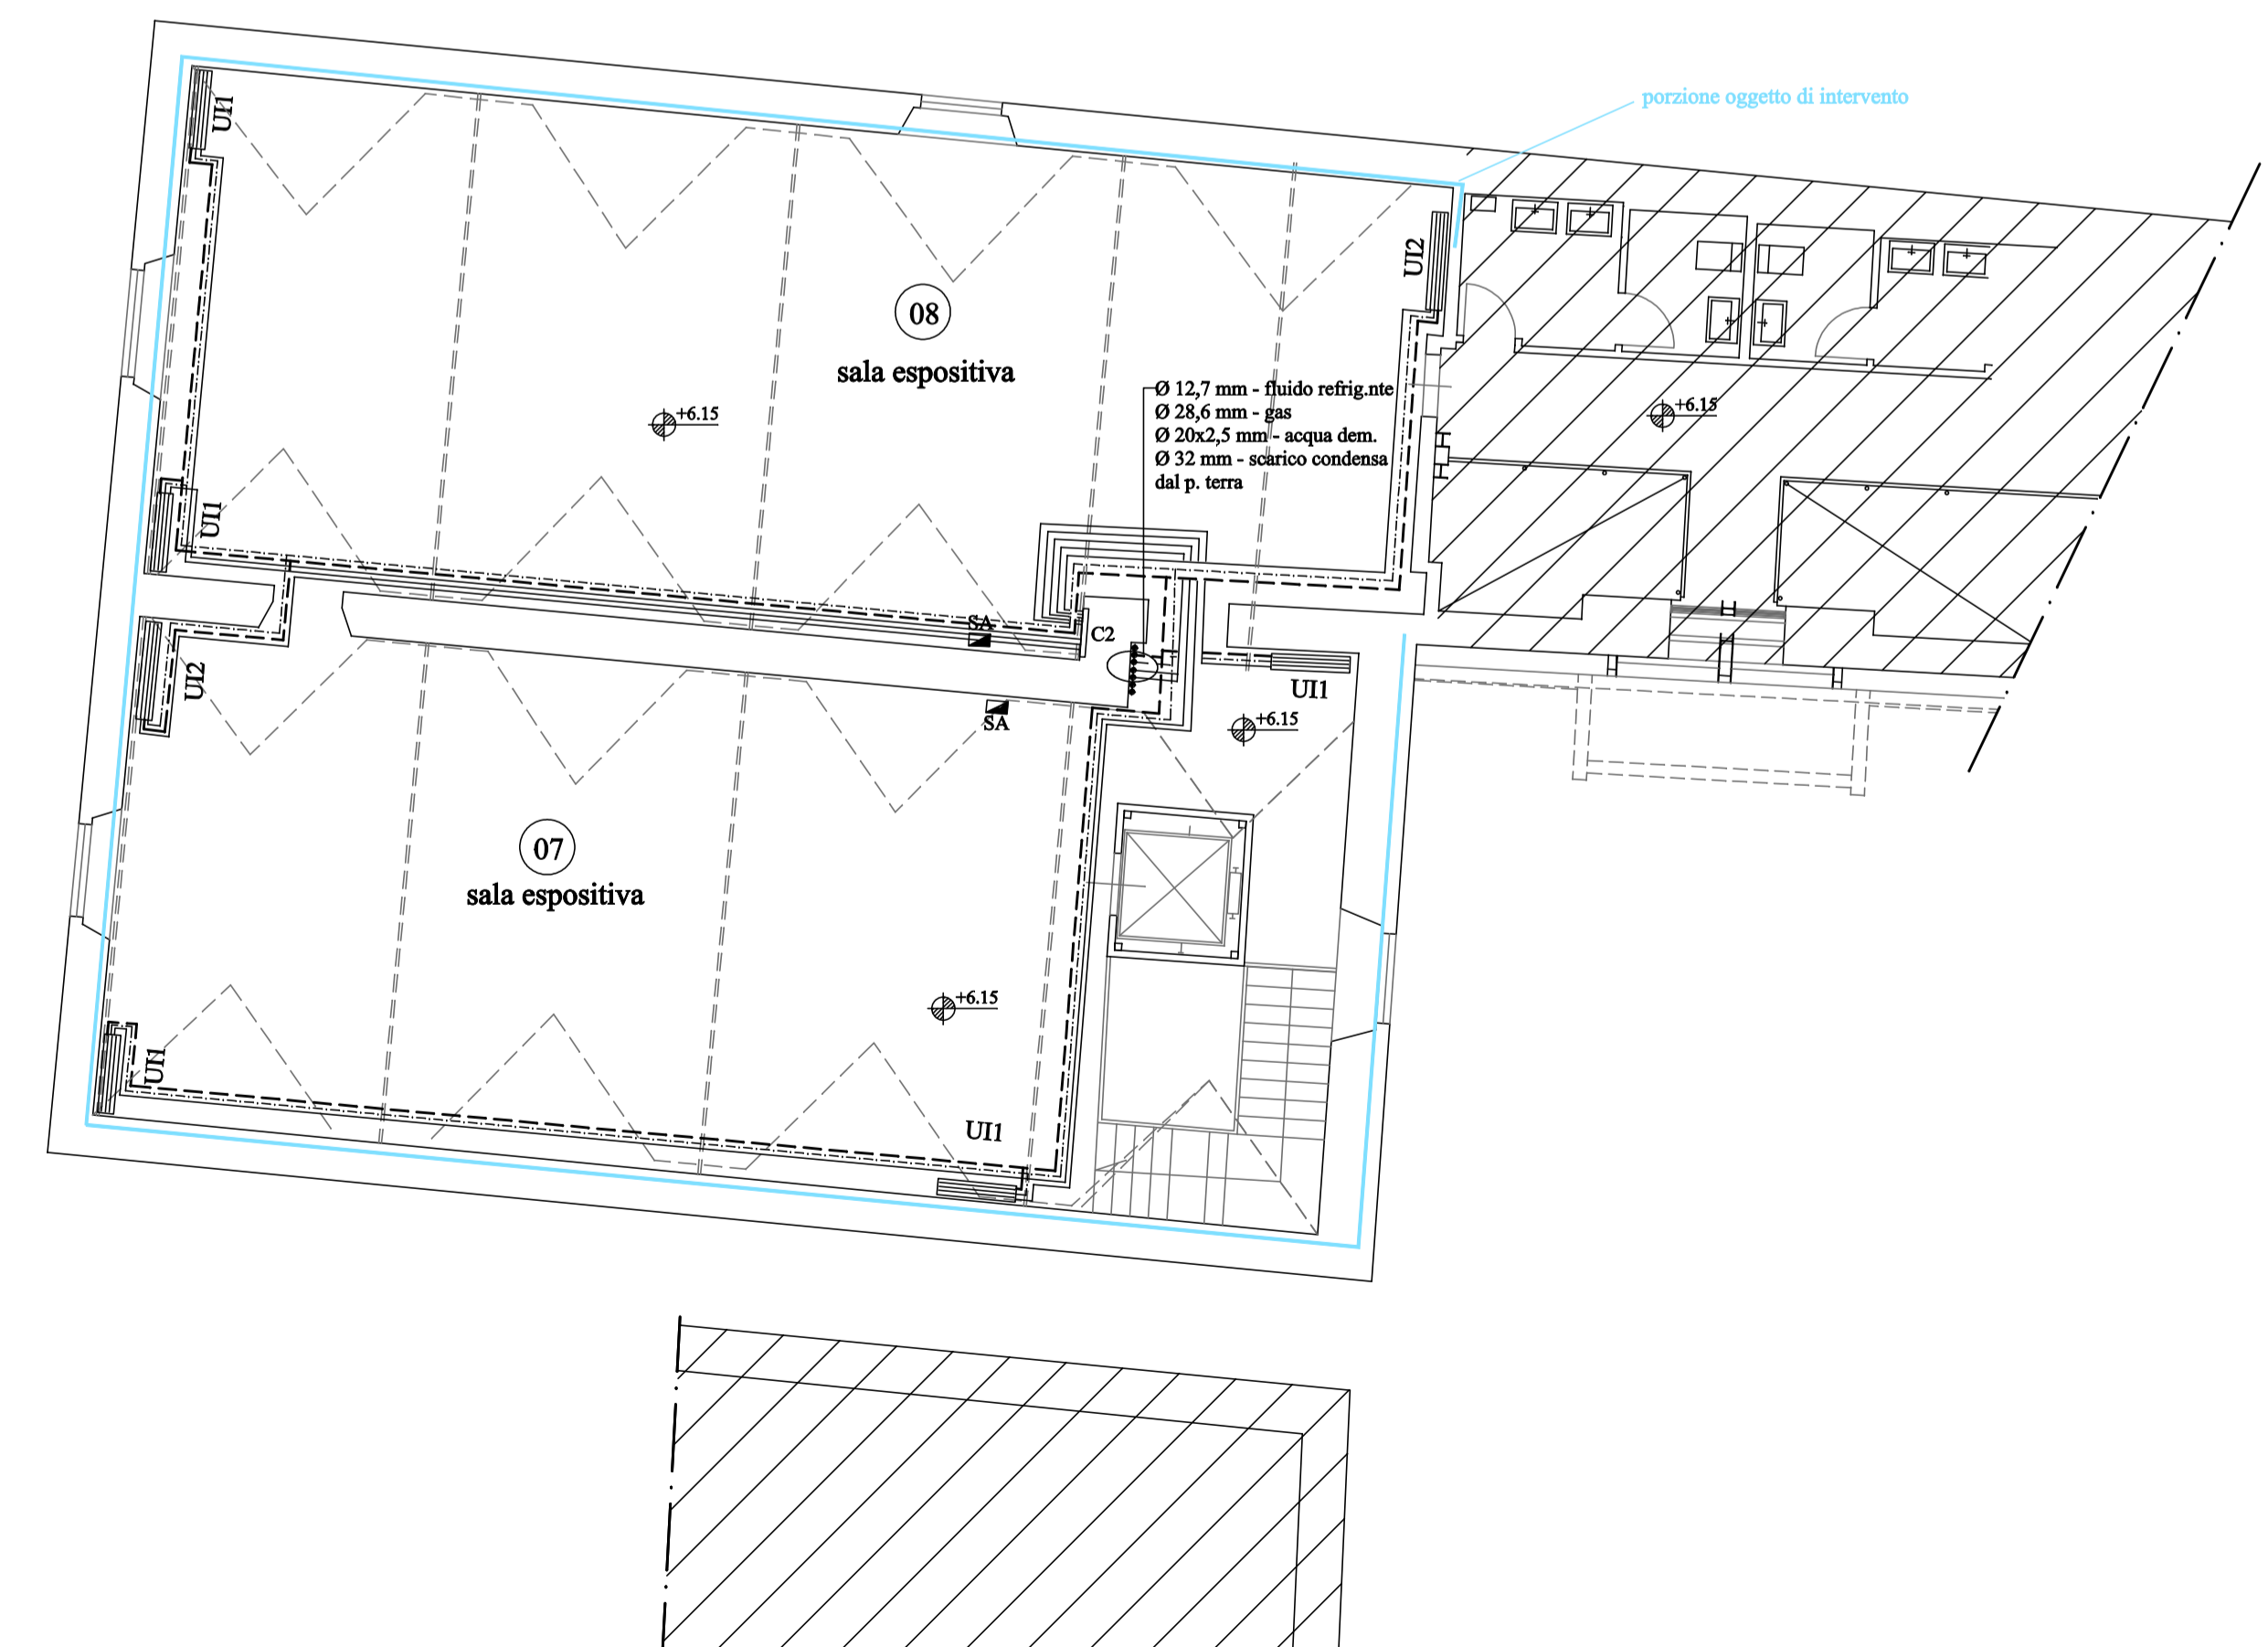 porzione oggetto di intervento
UI1
UI2
08
sala espositiva
Ø 12,7 mm - fluido refrig.nte
Ø 28,6 mm - gas
Ø 20x2,5 mm - acqua dem.
Ø 32 mm - scarico condensa
dal p. terra
+6.15
+6.15
UI1
SA
C2
UI2
UI1
SA
+6.15
07
sala espositiva
+6.15
UI1
UI1